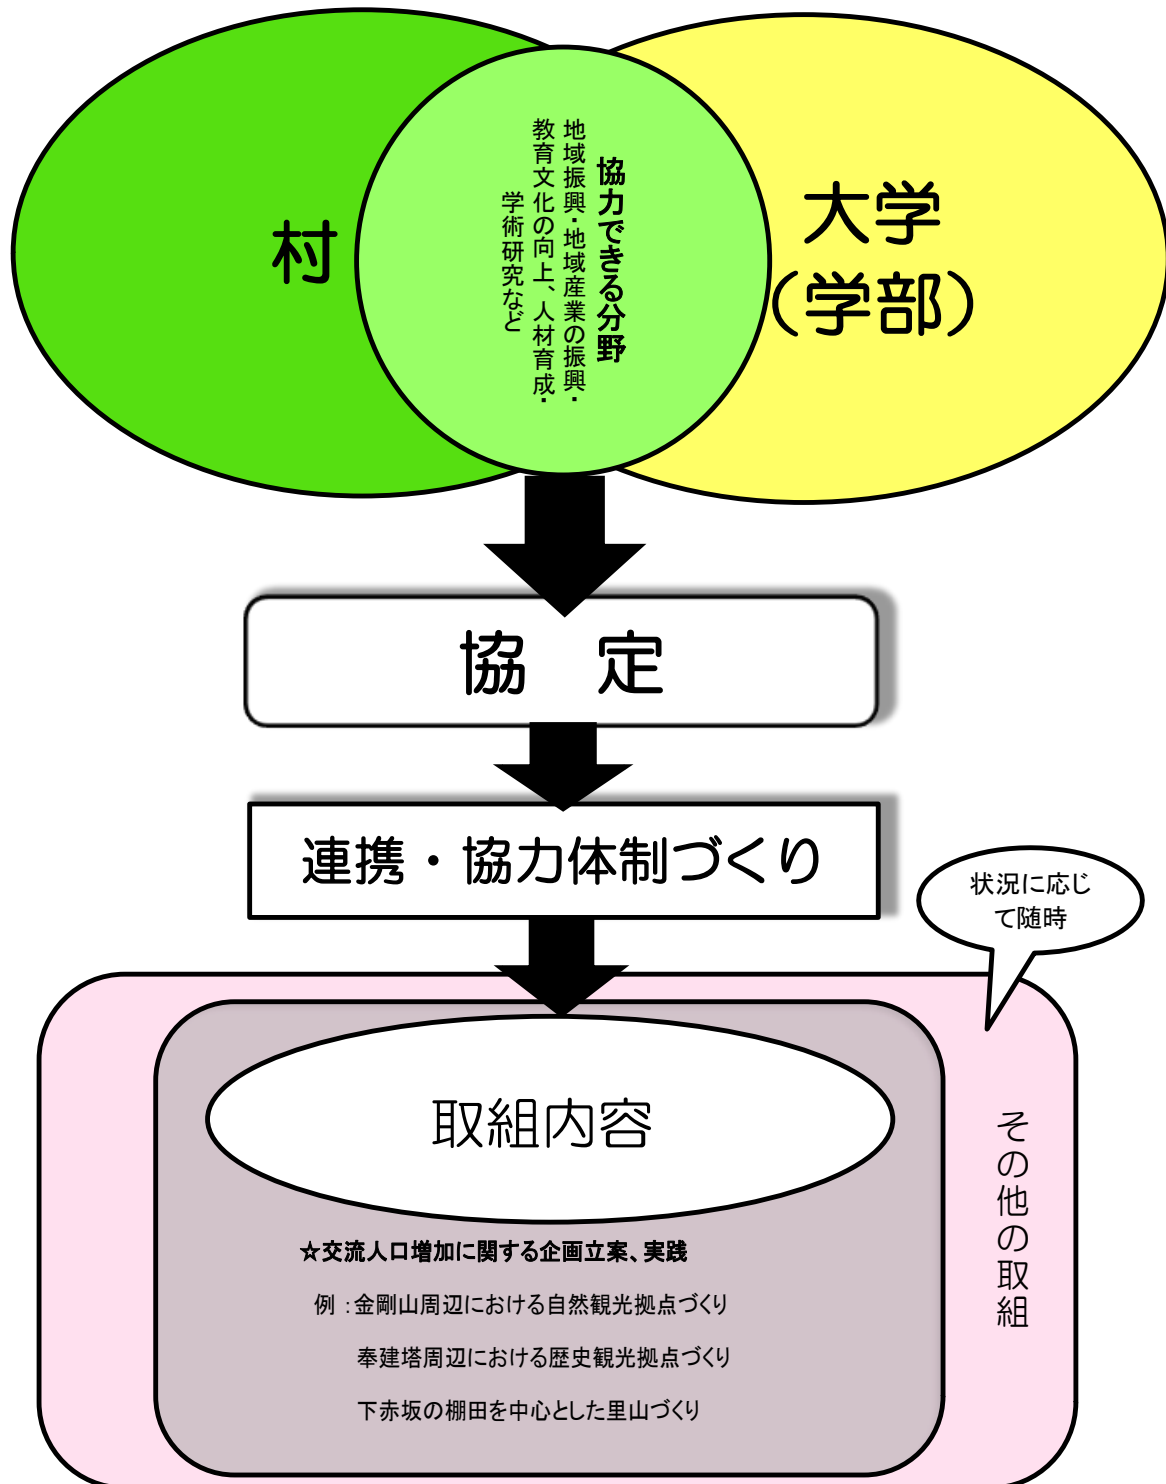 村
協力できる分野
地域振興・地域産業の振興・
教育文化の向上、人材育成・
学術研究など
大学
（学部）
協　定
連携・協力体制づくり
状況に応じ
て随時
取組内容
☆交流人口増加に関する企画立案、実践
例：金剛山周辺における自然観光拠点づくり
奉建塔周辺における歴史観光拠点づくり
下赤坂の棚田を中心とした里山づくり
その他の取組